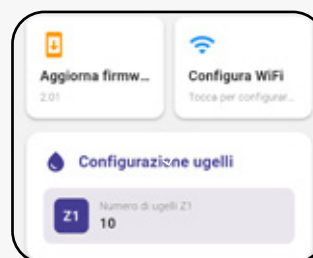 Aggiorna firmw...
2.01
Configura WiFi
Tocca per configurar...
Configurazione ugelli
Z1
Numero di ugelli Z1
10